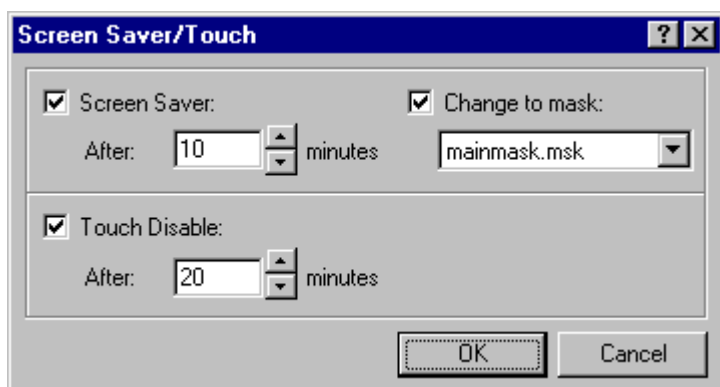 Screen Saver/Touch
Screen Saver:
Change to mask:
After: 10 minutes
mainmask.msk
Touch Disable:
After: 20 minutes
OK
Cancel